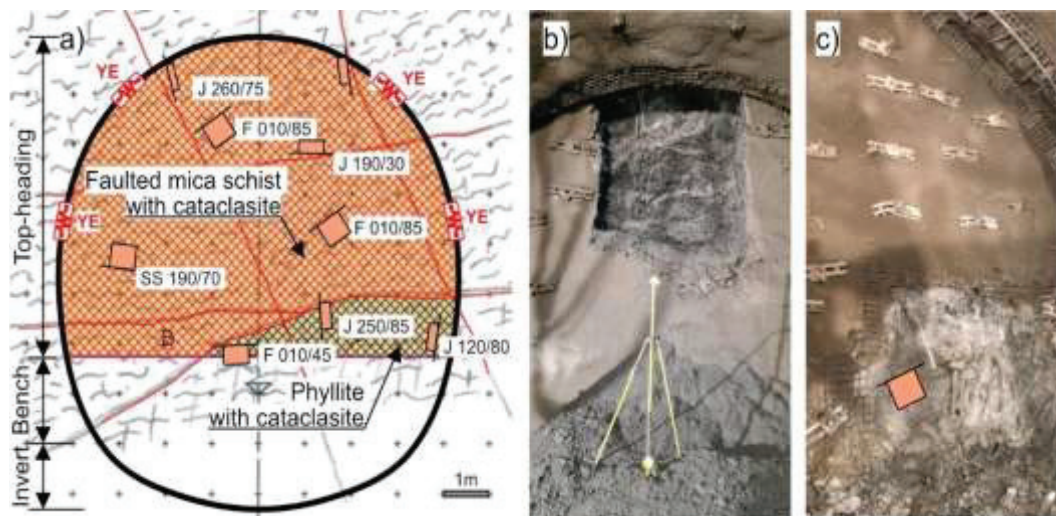 a)
YE
YE
J 260/75
F 010/85
J 190/30
Faulted mica schist
with cataclasite
F 010/85
YE
YE
SS 190/70
J 250/85
J 120/80
B
F 010/45
Phyllite
with cataclasite
Top-heading
Bench
Invert
1m
b)
c)